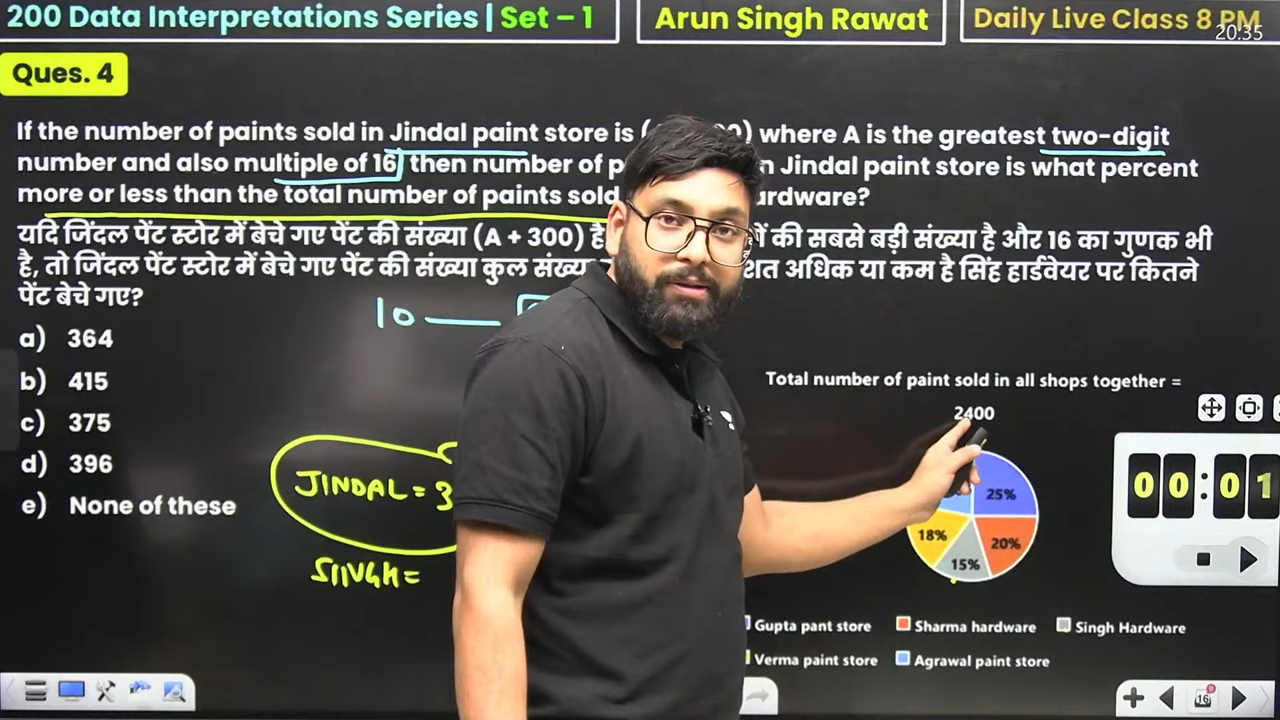 200 Data Interpretations Series | Set – 1
Arun Singh Rawat
Daily Live Class 8 PM
20:35
Ques. 4
If the number of paints sold in Jindal paint store is ( 0) where A is the greatest two-digit
number and also multiple of 16, then number of Jindal paint store is what percent
more or less than the total number of paints sold
यदि जिंदल पेंट स्टोर में बेचे गए पेंट की संख्या (A + 300) है की सबसे बड़ी संख्या है और 16 का गुणक भी
है, तो जिंदल पेंट स्टोर में बेचे गए पेंट की संख्या कुल अधिक या कम है सिंह हार्डवेयर पर कितने
पेंट बेचे गए?
10
a) 364
b) 415
c) 375
d) 396
e) None of these
JINDAL = 3
SINGH =
Total number of paint sold in all shops together =
2400
25%
20%
15%
18%
Gupta pant store
Sharma hardware
Singh Hardware
Verma paint store
Agrawal paint store
00:01
16